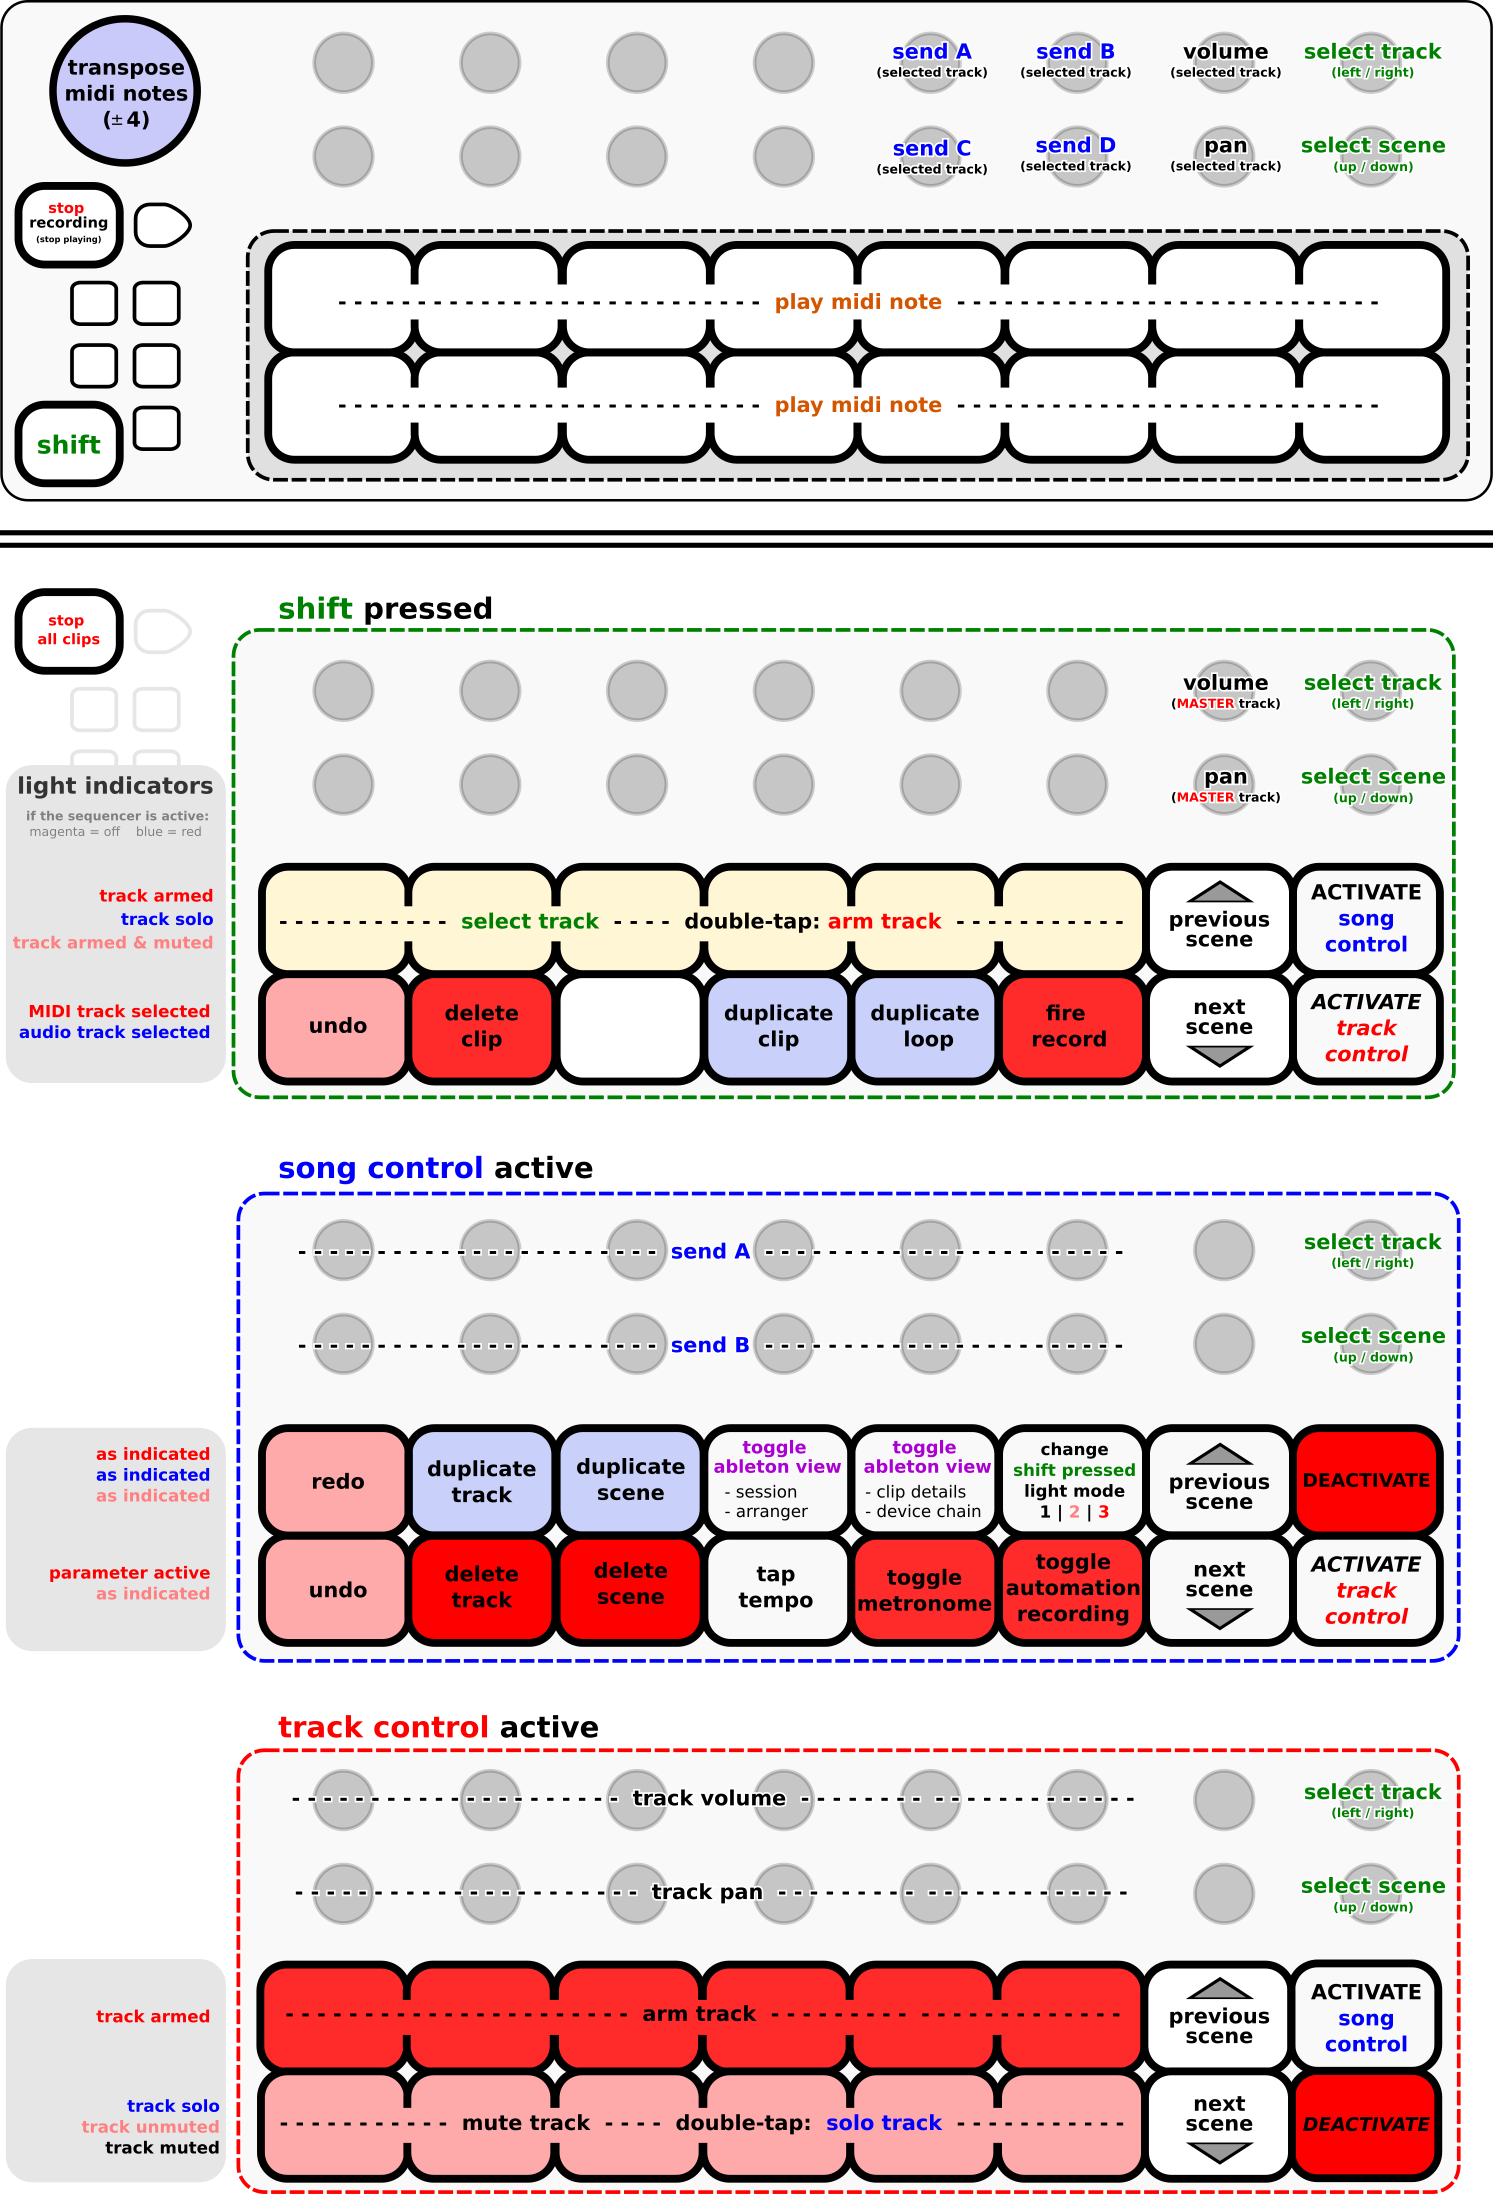 transpose
midi notes
(±4)
send A
(selected track)
send B
(selected track)
volume
(selected track)
select track
(left / right)
send C
(selected track)
send D
(selected track)
pan
(selected track)
select scene
(up / down)
stop
recording
(stop playing)
play midi note
play midi note
shift
stop
all clips
shift pressed
volume
(MASTER track)
select track
(left / right)
pan
(MASTER track)
select scene
(up / down)
light indicators
if the sequencer is active:
magenta = off blue = red
track armed
track solo
track armed & muted
MIDI track selected
audio track selected
select track double-tap: arm track
previous
scene
ACTIVATE
song
control
undo
delete
clip
duplicate
clip
duplicate
loop
fire
record
next
scene
ACTIVATE
track
control
song control active
send A
select track
(left / right)
send B
select scene
(up / down)
as indicated
as indicated
as indicated
parameter active
as indicated
redo
duplicate
track
duplicate
scene
toggle
ableton view
- session
- arranger
toggle
ableton view
- clip details
- device chain
change
shift pressed
light mode
1 | 2 | 3
previous
scene
DEACTIVATE
undo
delete
track
delete
scene
tap
tempo
toggle
metronome
toggle
automation
recording
next
scene
ACTIVATE
track
control
track control active
track volume
select track
(left / right)
track pan
select scene
(up / down)
track armed
track solo
track unmuted
track muted
arm track
previous
scene
ACTIVATE
song
control
mute track double-tap: solo track
next
scene
DEACTIVATE